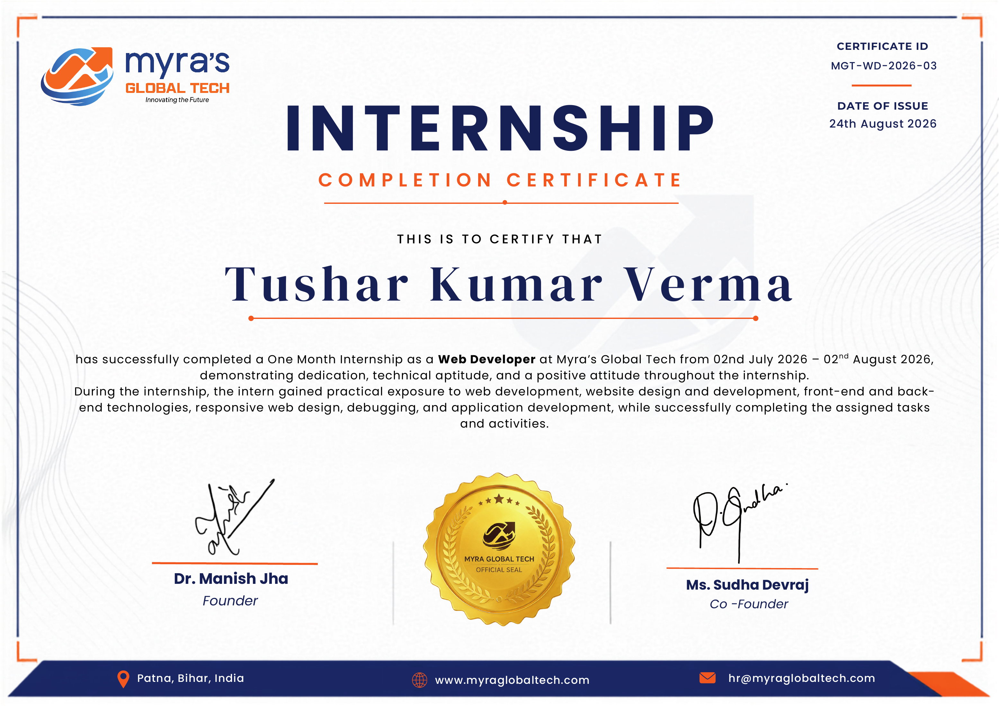 myra's
GLOBAL TECH
Innovating the Future
CERTIFICATE ID
MGT-WD-2026-03
DATE OF ISSUE
24th August 2026
INTERNSHIP
COMPLETION CERTIFICATE
THIS IS TO CERTIFY THAT
Tushar Kumar Verma
has successfully completed a One Month Internship as a Web Developer at Myra's Global Tech from 02nd July 2026 – 02nd August 2026,
demonstrating dedication, technical aptitude, and a positive attitude throughout the internship.
During the internship, the intern gained practical exposure to web development, website design and development, front-end and back-
end technologies, responsive web design, debugging, and application development, while successfully completing the assigned tasks
and activities.
Dr. Manish Jha
Founder
MYRA GLOBAL TECH
OFFICIAL SEAL
Ms. Sudha Devraj
Co -Founder
Patna, Bihar, India
www.myraglobaltech.com
hr@myraglobaltech.com